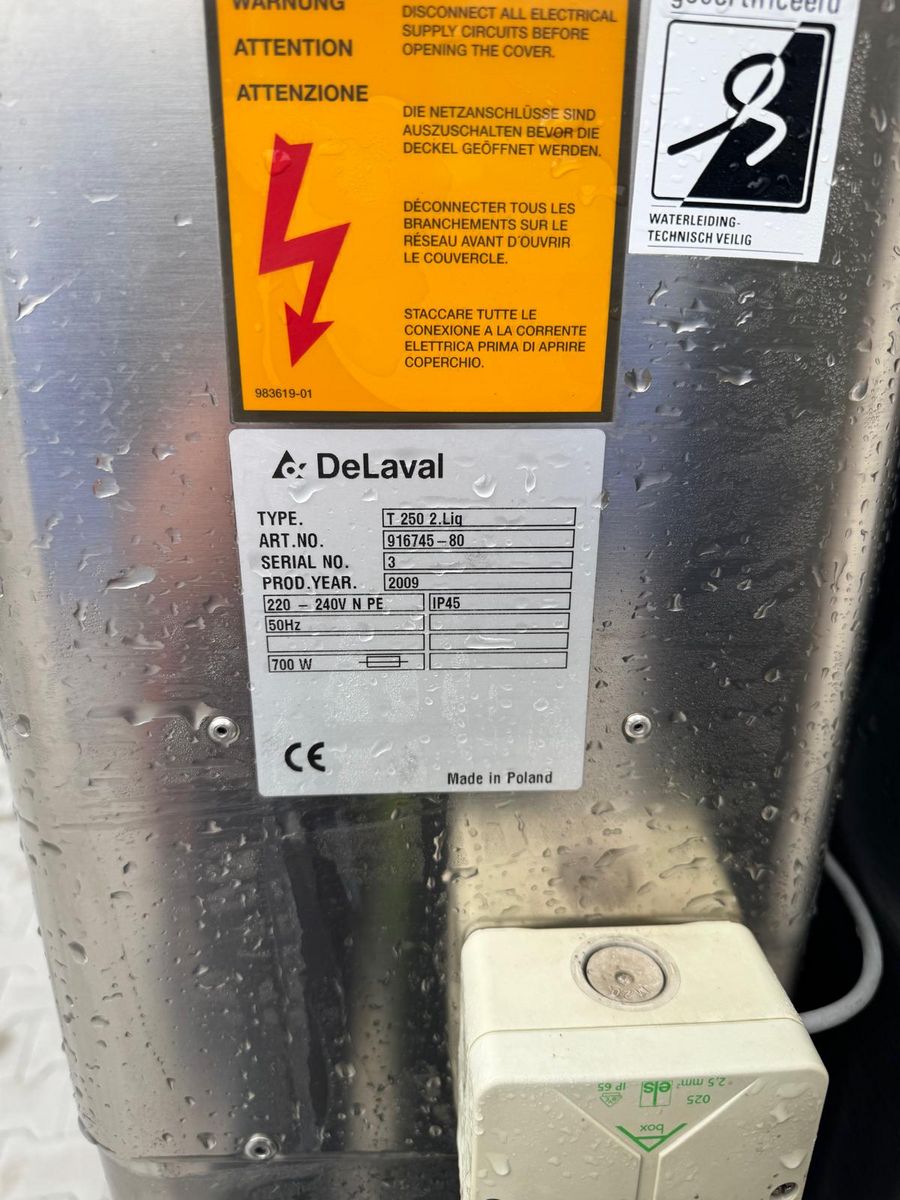 WARNUNG
ATTENTION
ATTENZIONE
DISCONNECT ALL ELECTRICAL
SUPPLY CIRCUITS BEFORE
OPENING THE COVER.
DIE NETZANSCHLÜSSE SIND
AUSZUSCHALTEN BEVOR DIE
DECKEL GEÖFFNET WERDEN.
DÉCONNECTER TOUS LES
BRANCHEMENTS SUR LE
RÉSEAU AVANT D'OUVRIR
LE COUVERCLE.
STACCARE TUTTE LE
CONEXIONE A LA CORRENTE
ELETTRICA PRIMA DI APRIRE
COPERCHIO.
983619-01
gecertificeerd
WATERLEIDING-
TECHNISCH VEILIG
DeLaval
TYPE. T 250 2.Liq
ART.NO. 916745-80
SERIAL NO. 3
PROD.YEAR. 2009
220 - 240V N PE IP45
50Hz
700 W
CE
Made in Poland
M20
025 els 2,5 mm² IP 65
box